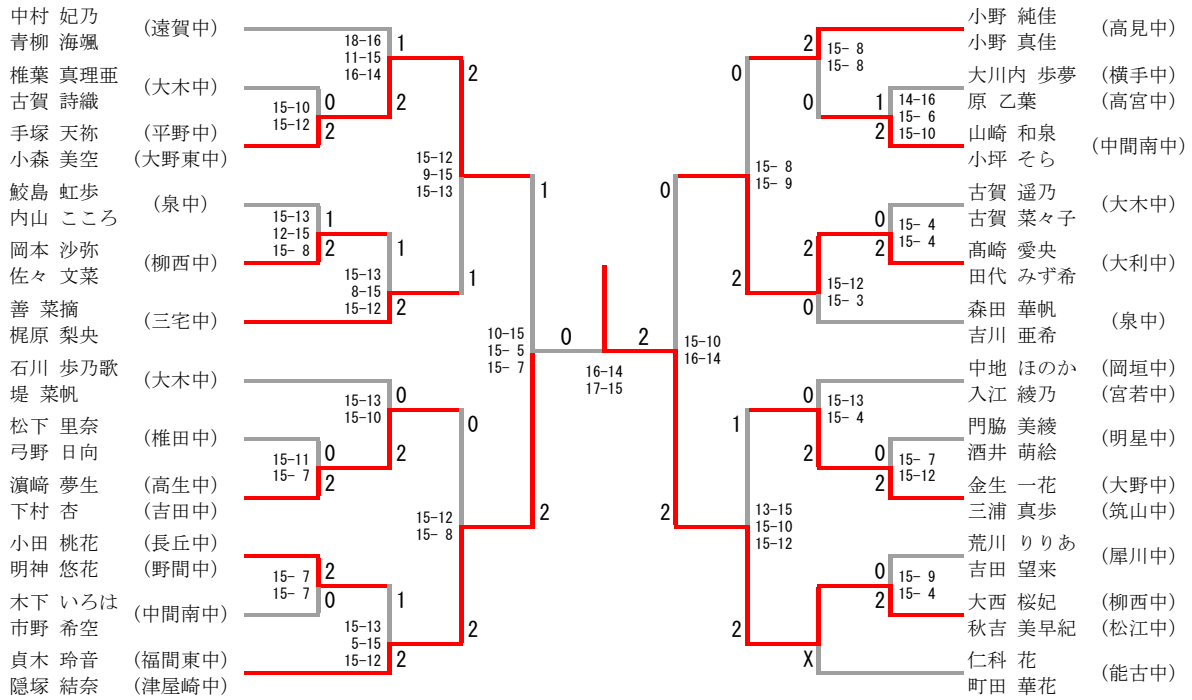 中村 妃乃
青柳 海颯
(遠賀中)
椎葉 真理亜
古賀 詩織
(大木中)
手塚 天祢 (平野中)
小森 美空 (大野東中)
鮫島 虹歩
内山 こころ
(泉中)
岡本 沙弥
佐々 文菜
(柳西中)
善 菜摘
梶原 梨央
(三宅中)
石川 歩乃歌
堤 菜帆
(大木中)
松下 里奈
弓野 日向
(椎田中)
濵﨑 夢生 (高生中)
下村 杏 (吉田中)
小田 桃花 (長丘中)
明神 悠花 (野間中)
木下 いろは
市野 希空
(中間南中)
貞木 玲音 (福間東中)
隠塚 結奈 (津屋崎中)
18-16
11-15
16-14
1
2
15-10
15-12
0
2
15-13
12-15
15- 8
1
2
15-13
8-15
15-12
1
2
15-12
9-15
15-13
2
1
15-13
15-10
0
2
15-11
15- 7
0
2
15- 7
15- 7
2
0
15-13
5-15
15-12
1
2
15-12
15- 8
0
2
10-15
15- 5
15- 7
1
2
0
2
16-14
17-15
15-10
16-14
0
2
15- 8
15- 9
0
2
15- 8
15- 8
2
0
14-16
15- 6
15-10
1
2
15- 4
15- 4
0
2
15-12
15- 3
2
0
13-15
15-10
15-12
1
2
15-13
15- 4
0
2
15- 7
15-12
0
2
15- 9
15- 4
0
2
X
小野 純佳
小野 真佳
(高見中)
大川内 歩夢 (横手中)
原 乙葉 (高宮中)
山崎 和泉
小坪 そら
(中間南中)
古賀 遥乃
古賀 菜々子
(大木中)
髙崎 愛央
田代 みず希
(大利中)
森田 華帆
吉川 亜希
(泉中)
中地 ほのか (岡垣中)
入江 綾乃 (宮若中)
門脇 美綾
酒井 萌絵
(明星中)
金生 一花 (大野中)
三浦 真歩 (筑山中)
荒川 りりあ
吉田 望来
(犀川中)
大西 桜妃 (柳西中)
秋吉 美早紀 (松江中)
仁科 花
町田 華花
(能古中)